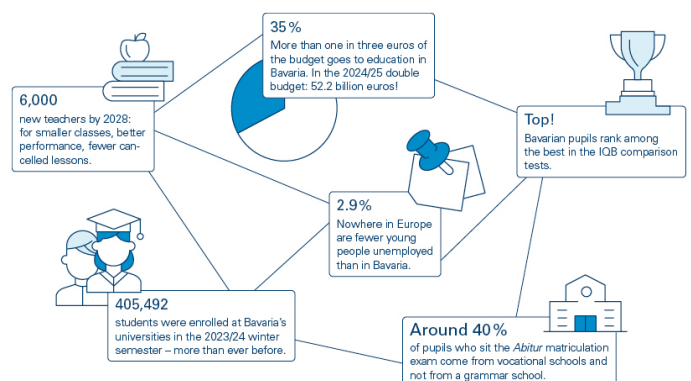 35 %
More than one in three euros of
the budget goes to education in
Bavaria. In the 2024/25 double
budget: 52.2 billion euros!
6,000
new teachers by 2028:
for smaller classes, better
performance, fewer can-
celled lessons.
Top!
Bavarian pupils rank among
the best in the IQB comparison
tests.
2.9 %
Nowhere in Europe
are fewer young
people unemployed
than in Bavaria.
405,492
students were enrolled at Bavaria's
universities in the 2023/24 winter
semester – more than ever before.
Around 40 %
of pupils who sit the Abitur matriculation
exam come from vocational schools and
not from a grammar school.